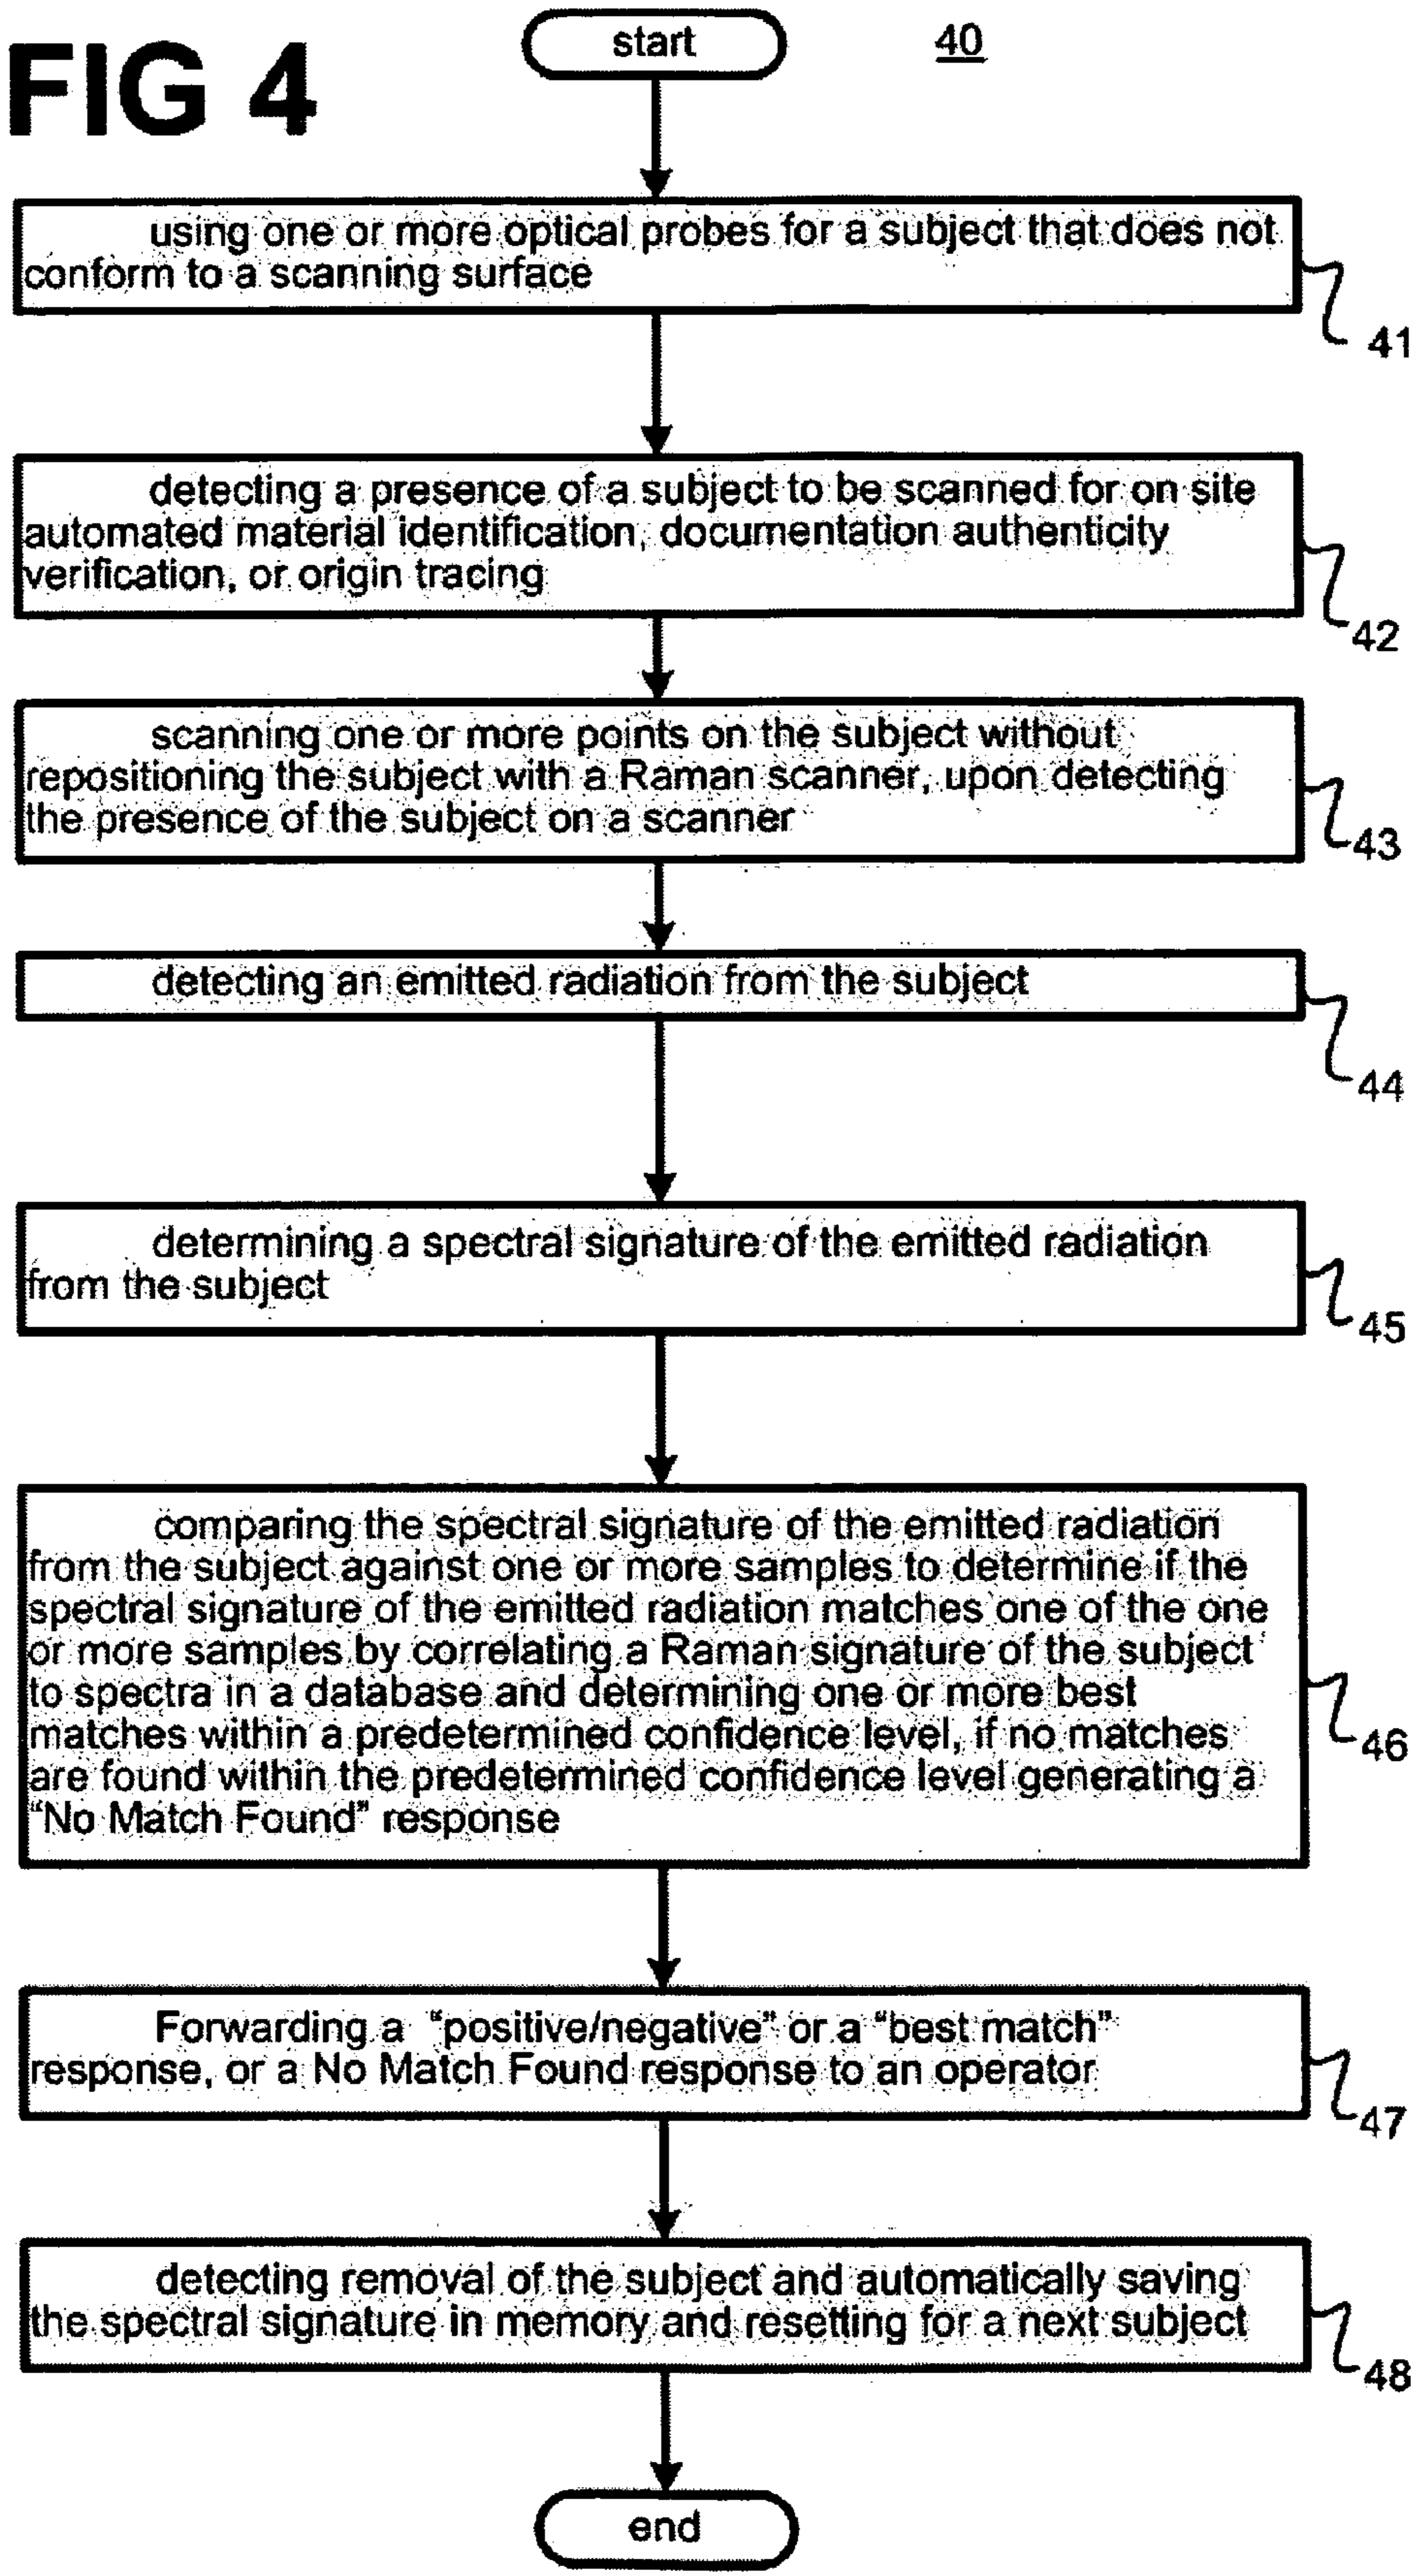 FIG 4
start
40
using one or more optical probes for a subject that does not
conform to a scanning surface
41
detecting a presence of a subject to be scanned for on site
automated material identification, documentation authenticity
verification, or origin tracing
42
scanning one or more points on the subject without
repositioning the subject with a Raman scanner, upon detecting
the presence of the subject on a scanner
43
detecting an emitted radiation from the subject
44
determining a spectral signature of the emitted radiation
from the subject
45
comparing the spectral signature of the emitted radiation
from the subject against one or more samples to determine if the
spectral signature of the emitted radiation matches one of the one
or more samples by correlating a Raman signature of the subject
to spectra in a database and determining one or more best
matches within a predetermined confidence level, if no matches
are found within the predetermined confidence level generating a
"No Match Found" response
46
Forwarding a "positive/negative" or a "best match"
response, or a No Match Found response to an operator
47
detecting removal of the subject and automatically saving
the spectral signature in memory and resetting for a next subject
48
end